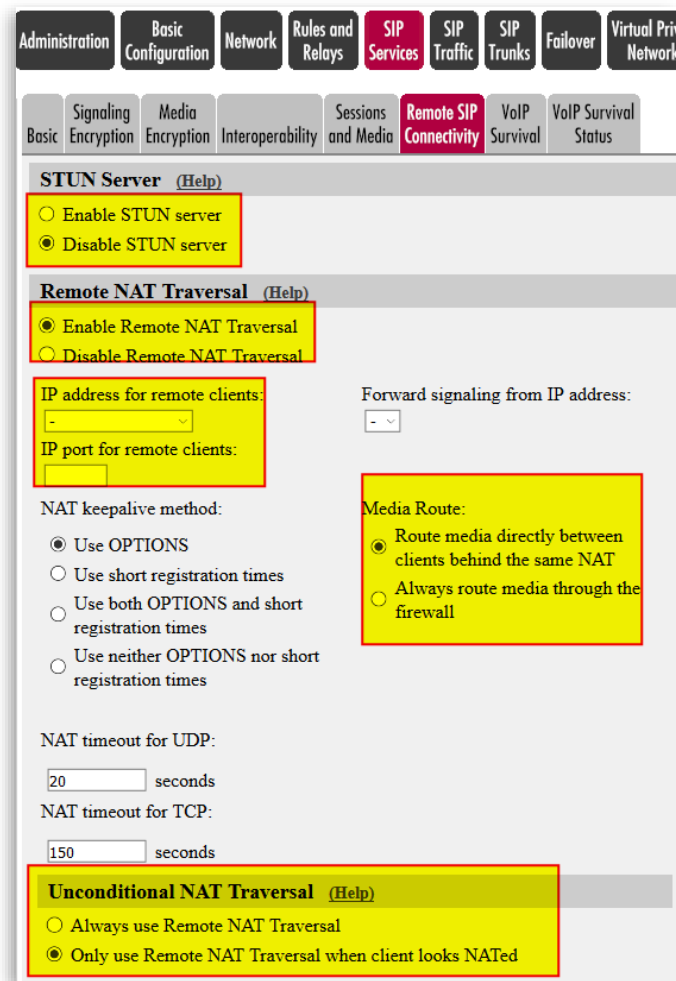 Administration
Basic Configuration
Network
Rules and Relays
SIP Services
SIP Traffic
SIP Trunks
Failover
Virtual
Network
Basic
Signaling Encryption
Media Encryption
Interoperability
Sessions and Media
Remote SIP Connectivity
VoIP Survival
VoIP Survival Status
STUN Server (Help)
Enable STUN server
Disable STUN server
Remote NAT Traversal (Help)
Enable Remote NAT Traversal
Disable Remote NAT Traversal
IP address for remote clients:
-
IP port for remote clients:
Forward signaling from IP address:
-
NAT keepalive method:
Use OPTIONS
Use short registration times
Use both OPTIONS and short
registration times
Use neither OPTIONS nor short
registration times
Media Route:
Route media directly between
clients behind the same NAT
Always route media through the
firewall
NAT timeout for UDP:
20 seconds
NAT timeout for TCP:
150 seconds
Unconditional NAT Traversal (Help)
Always use Remote NAT Traversal
Only use Remote NAT Traversal when client looks NATed